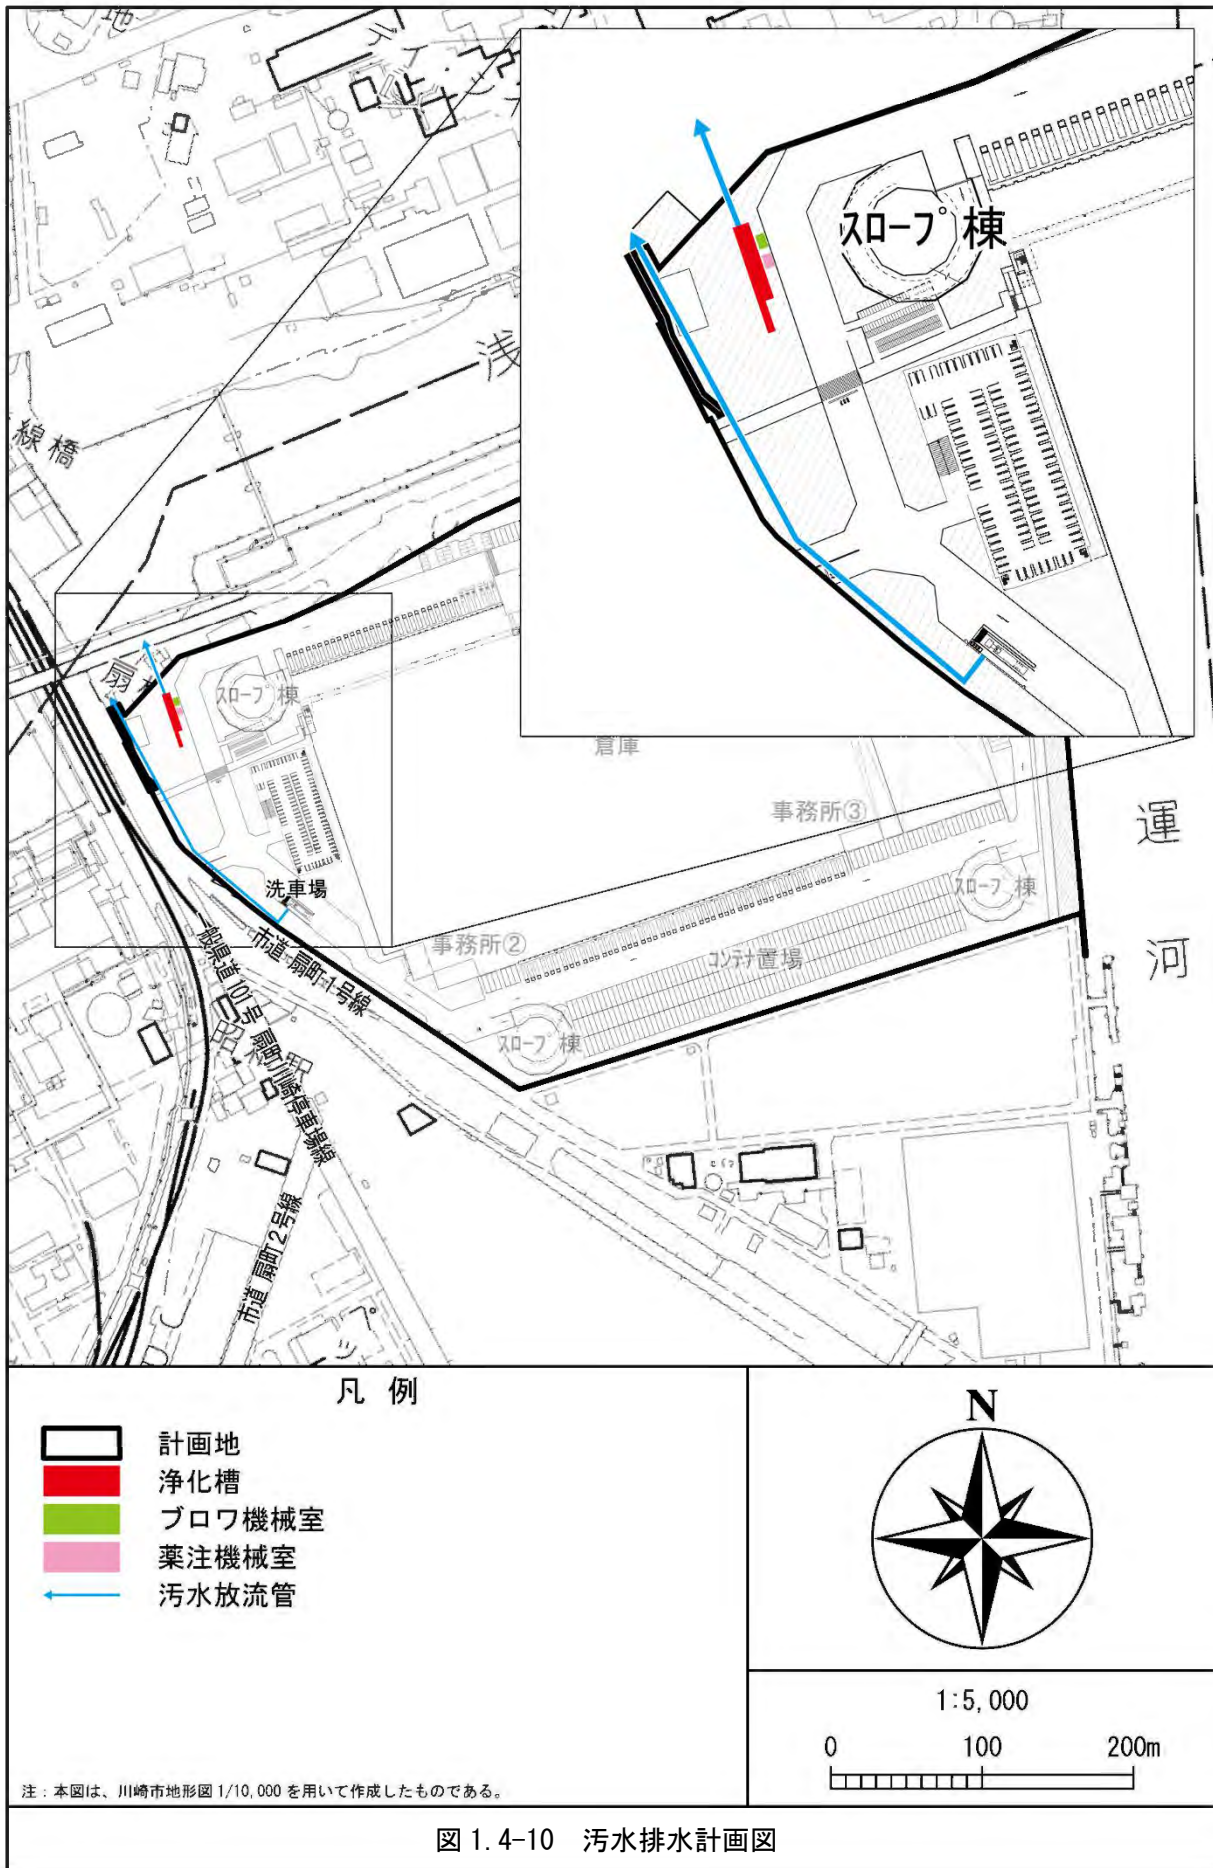 地
浅
線橋
扇
ｽﾛｰﾌﾟ棟
ｽﾛｰﾌﾟ棟
倉庫
事務所③
運
河
ｽﾛｰﾌﾟ棟
洗車場
事務所②
ｺﾝﾃﾅ置場
ｽﾛｰﾌﾟ棟
市道 扇町1号線
一般県道101号 扇町川崎停車場線
市道 扇町2号線
凡 例
計画地
浄化槽
ブロワ機械室
薬注機械室
汚水放流管
N
1:5,000
0 100 200m
注：本図は、川崎市地形図 1/10,000 を用いて作成したものである。
図 1.4-10 汚水排水計画図